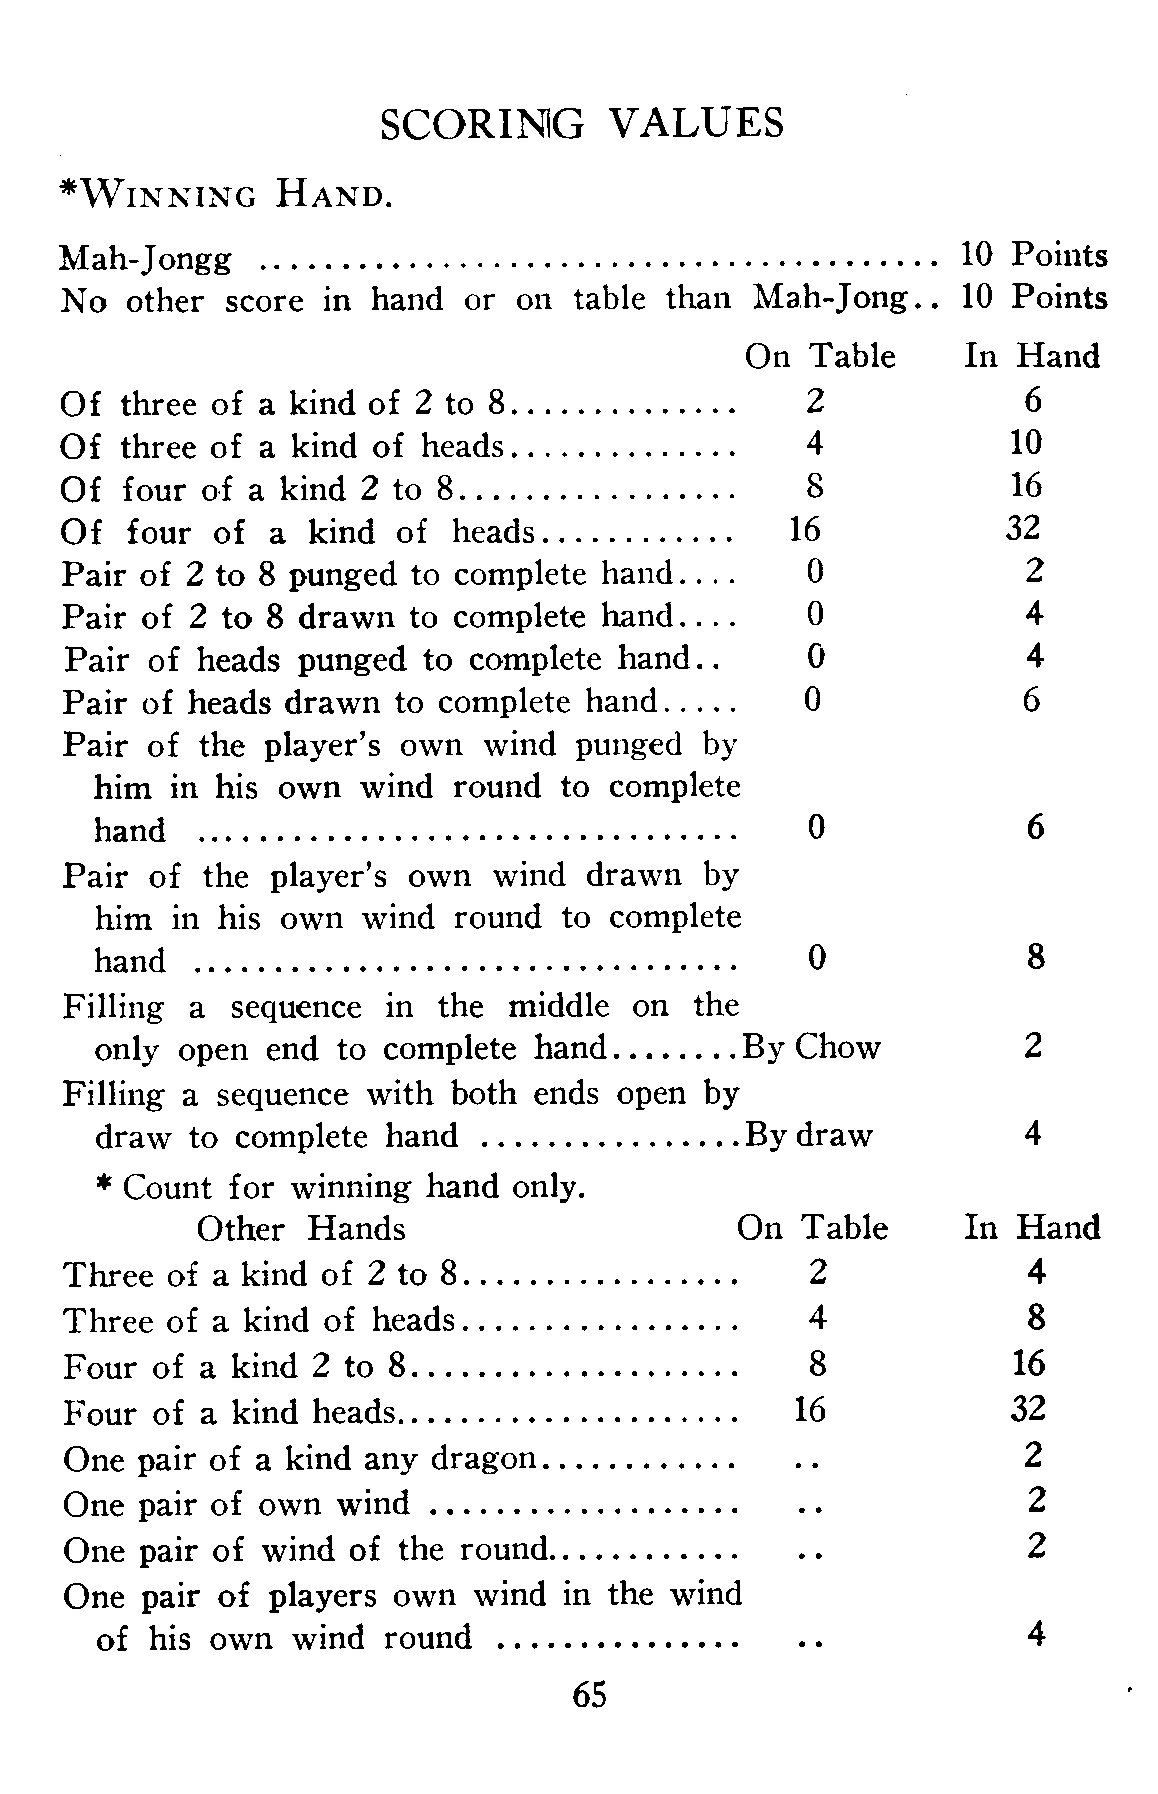 SCORING VALUES
*WINNING HAND.
Mah-Jongg ......................................... 10 Points
No other score in hand or on table than Mah-Jong.. 10 Points
On Table In Hand
Of three of a kind of 2 to 8.............. 2 6
Of three of a kind of heads.............. 4 10
Of four of a kind 2 to 8................. 8 16
Of four of a kind of heads............ 16 32
Pair of 2 to 8 punged to complete hand.... 0 2
Pair of 2 to 8 drawn to complete hand.... 0 4
Pair of heads punged to complete hand.. 0 4
Pair of heads drawn to complete hand..... 0 6
Pair of the player's own wind punged by
him in his own wind round to complete
hand ................................. 0 6
Pair of the player's own wind drawn by
him in his own wind round to complete
hand ................................. 0 8
Filling a sequence in the middle on the
only open end to complete hand........By Chow 2
Filling a sequence with both ends open by
draw to complete hand ................By draw 4
* Count for winning hand only.
Other Hands On Table In Hand
Three of a kind of 2 to 8................. 2 4
Three of a kind of heads................. 4 8
Four of a kind 2 to 8.................... 8 16
Four of a kind heads..................... 16 32
One pair of a kind any dragon............ .. 2
One pair of own wind ................... .. 2
One pair of wind of the round............ .. 2
One pair of players own wind in the wind
of his own wind round ............... .. 4
65